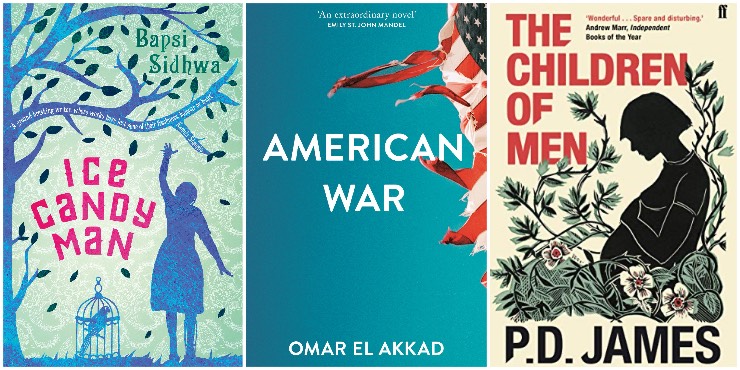 Bapsi
Sidhwa
ICE
CANDY
MAN
'An extraordinary novel'
EMILY ST. JOHN MANDEL
AMERICAN
WAR
OMAR EL AKKAD
ff
'Wonderful . . . Spare and disturbing.'
Andrew Marr, Independent
Books of the Year
THE
CHILDREN
OF
MEN
P.D. JAMES